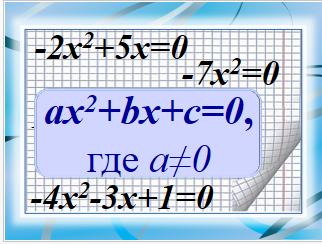 -2x²+5x=0
-7x²=0
ax²+bx+c=0,
где a≠0
-4x²-3x+1=0